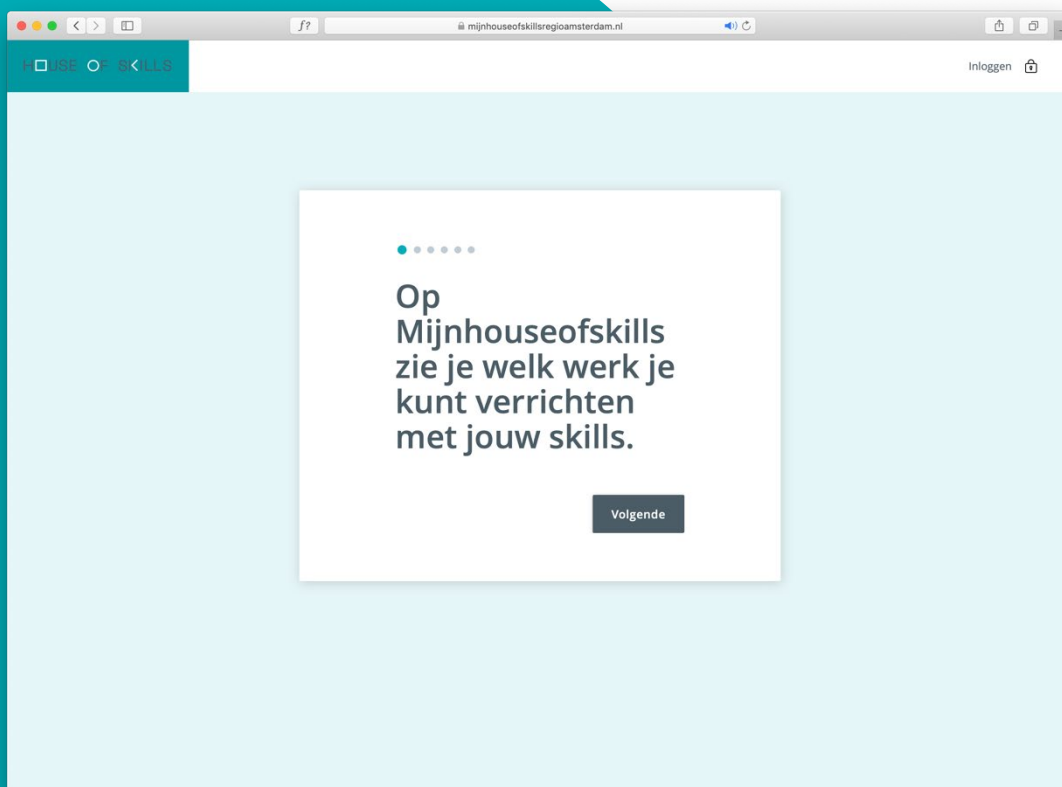 f?
mijnhouseofskillsregioamsterdam.nl
HOUSE OF SKILLS
Inloggen
Op
Mijnhouseofskills
zie je welk werk je
kunt verrichten
met jouw skills.
Volgende